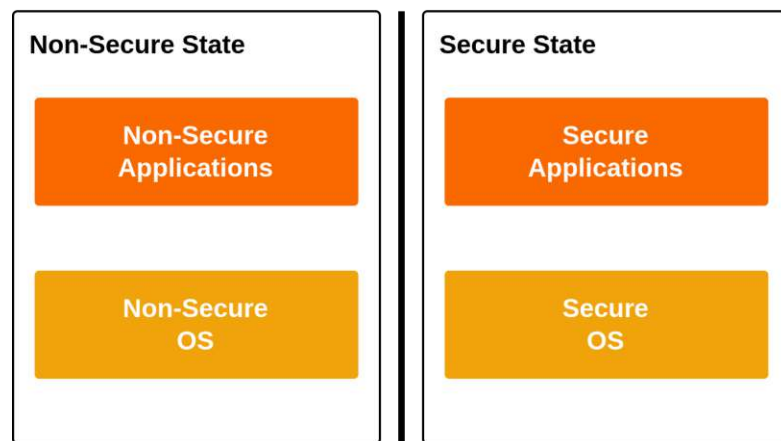 Non-Secure State
Non-Secure
Applications
Non-Secure
OS
Secure State
Secure
Applications
Secure
OS